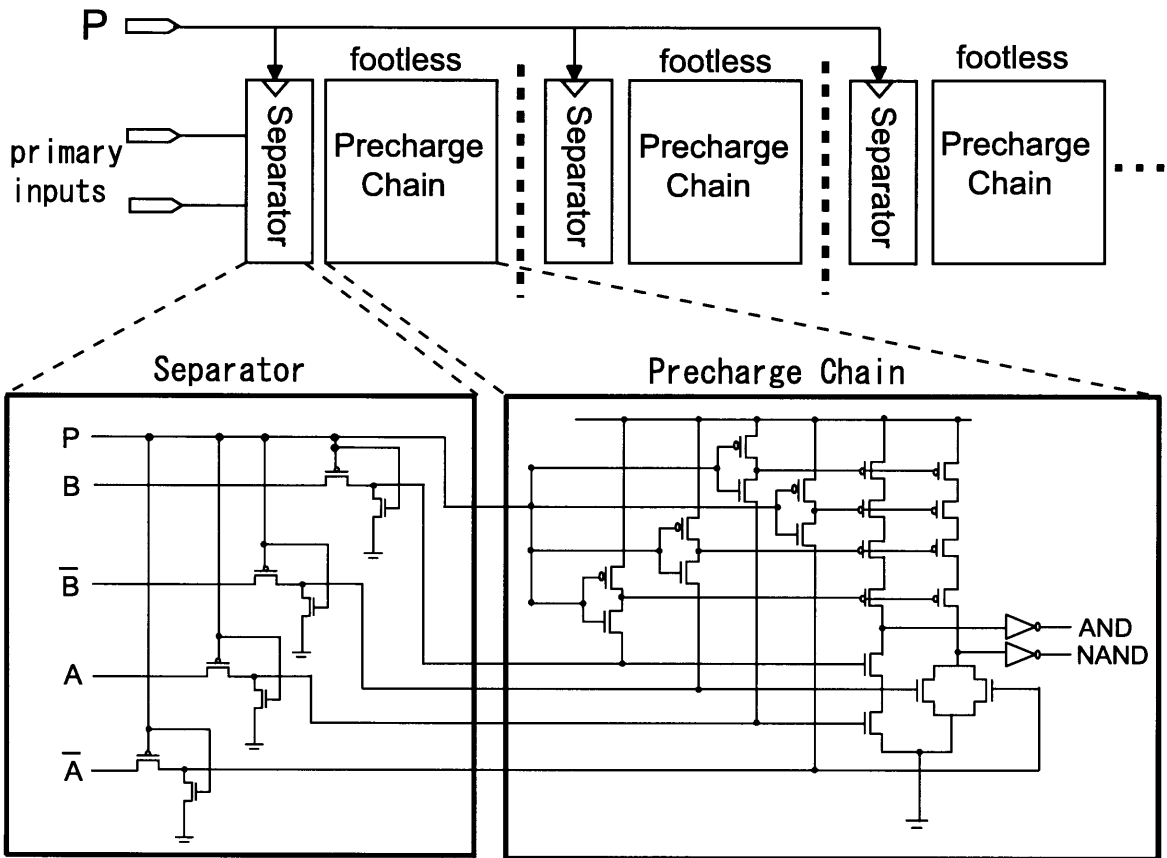 P
footless
footless
footless
Separator
Precharge
Chain
Separator
Precharge
Chain
Separator
Precharge
Chain
...
primary
inputs
Separator
Precharge Chain
P
B
B̅
A
A̅
AND
NAND